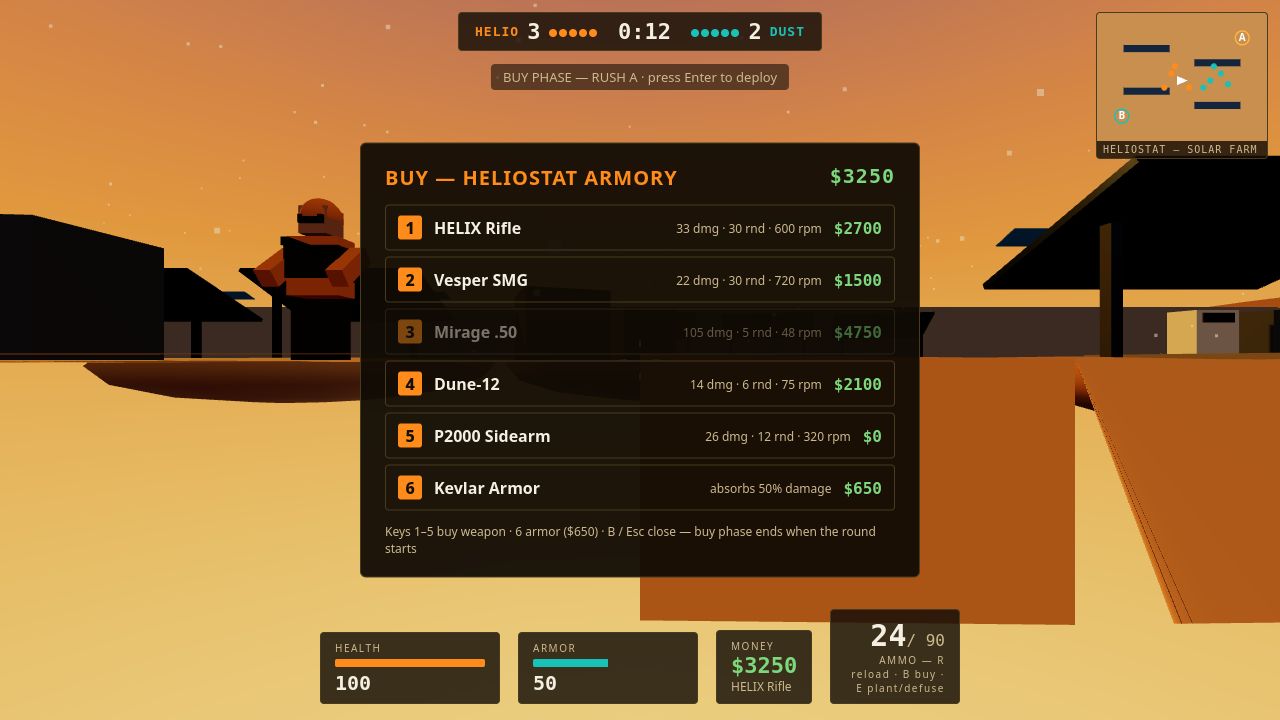 HELIO 3 0:12 2 DUST
· BUY PHASE — RUSH A · press Enter to deploy
A
B
HELIOSTAT — SOLAR FARM
BUY — HELIOSTAT ARMORY $3250
1 HELIX Rifle 33 dmg · 30 rnd · 600 rpm $2700
2 Vesper SMG 22 dmg · 30 rnd · 720 rpm $1500
3 Mirage .50 105 dmg · 5 rnd · 48 rpm $4750
4 Dune-12 14 dmg · 6 rnd · 75 rpm $2100
5 P2000 Sidearm 26 dmg · 12 rnd · 320 rpm $0
6 Kevlar Armor absorbs 50% damage $650
Keys 1–5 buy weapon · 6 armor ($650) · B / Esc close — buy phase ends when the round
starts
HEALTH
100
ARMOR
50
MONEY
$3250
HELIX Rifle
24/ 90
AMMO — R
reload · B buy ·
E plant/defuse